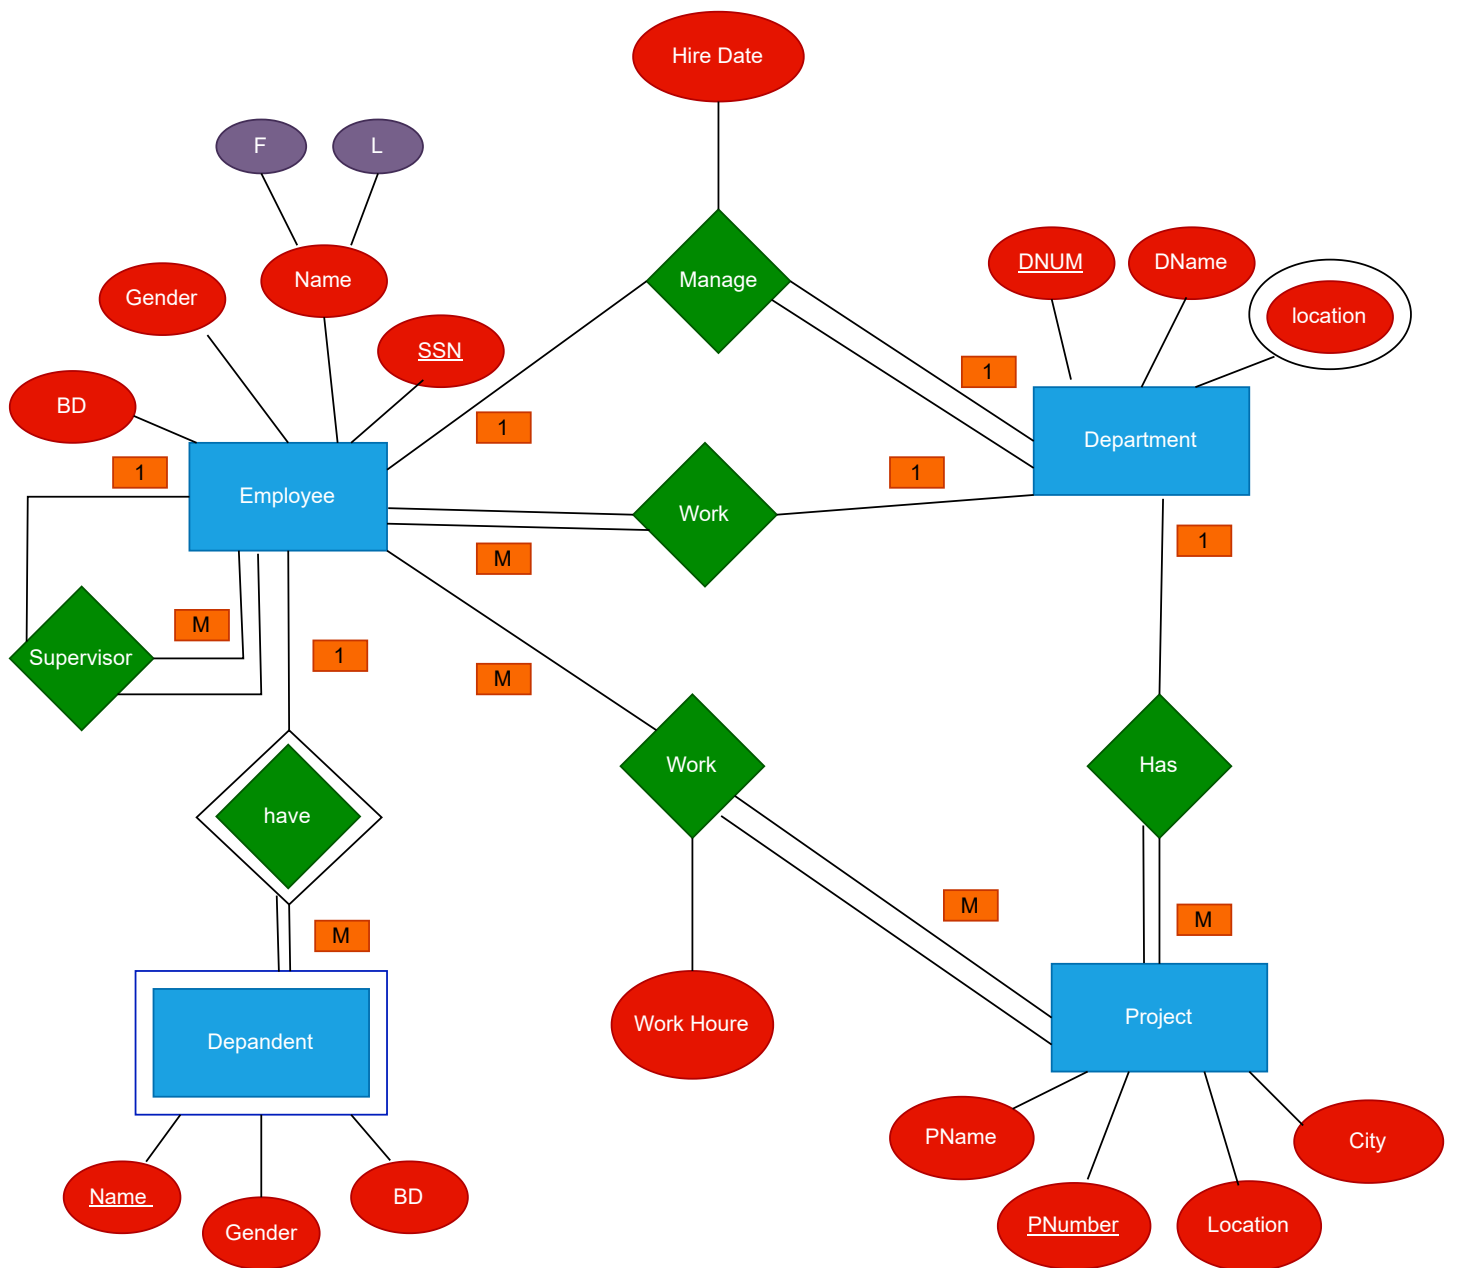 Hire Date
F
L
Name
Gender
SSN
BD
Manage
DNUM
DName
location
1
1
1
1
Employee
Work
Department
M
1
M
Supervisor
1
M
Work
Has
have
M
M
M
Depandent
Work Houre
Project
PName
City
Name
Gender
BD
PNumber
Location